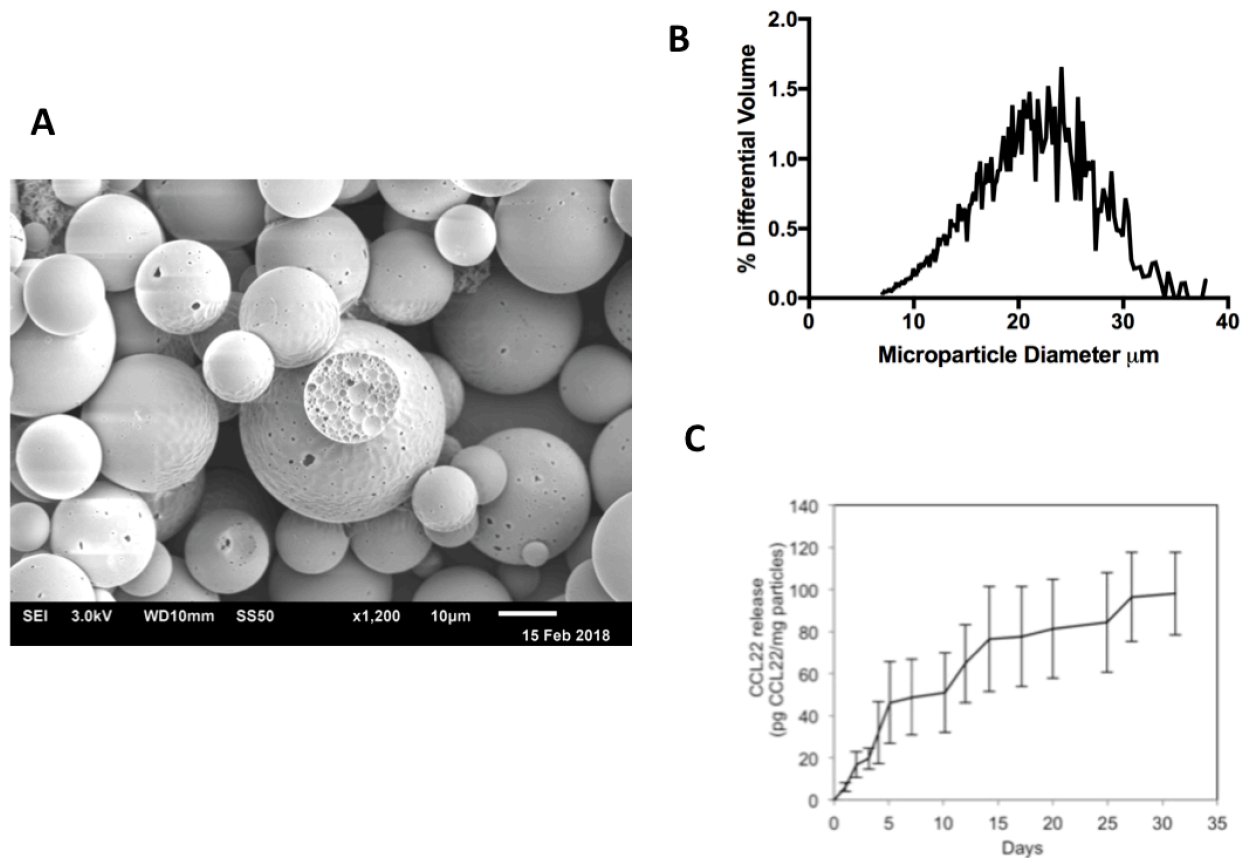 A
SEI 3.0kV WD10mm SS50 x1,200 10μm
15 Feb 2018
B
2.0
1.5
1.0
0.5
0.0
% Differential Volume
0 10 20 30 40
Microparticle Diameter μm
C
140
120
100
80
60
40
20
0
CCL22 release
(pg CCL22/mg particles)
0 5 10 15 20 25 30 35
Days